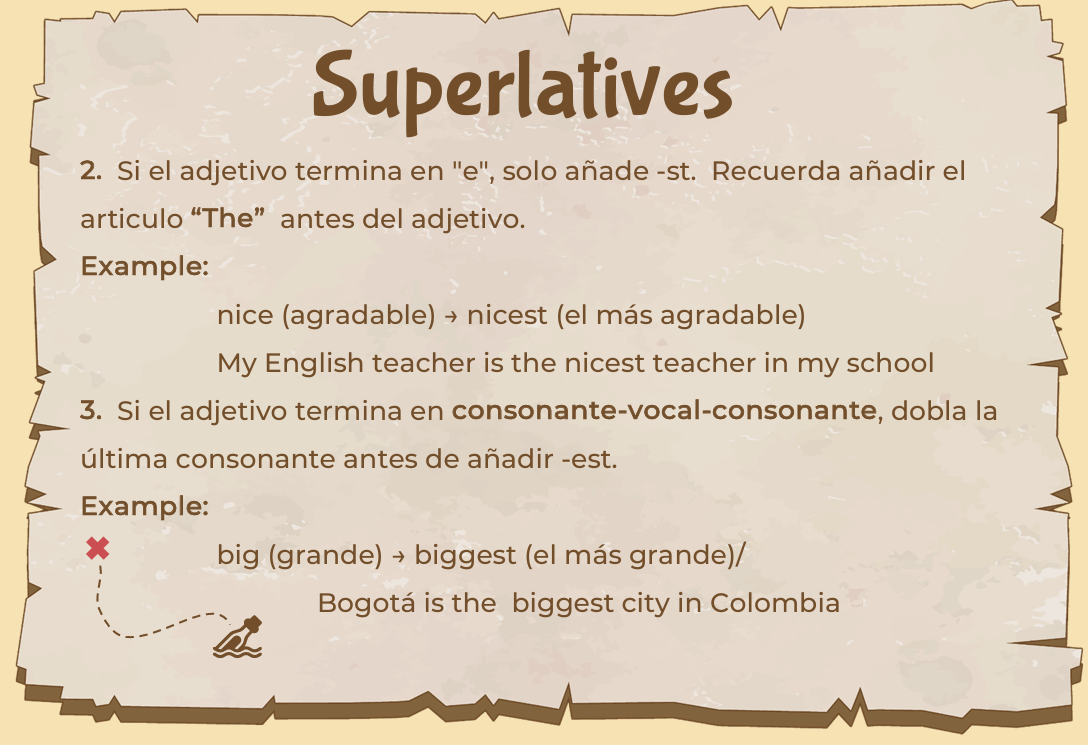 Superlatives
2. Si el adjetivo termina en "e", solo añade -st. Recuerda añadir el
articulo “The” antes del adjetivo.
Example:
nice (agradable) → nicest (el más agradable)
My English teacher is the nicest teacher in my school
3. Si el adjetivo termina en consonante-vocal-consonante, dobla la
última consonante antes de añadir -est.
Example:
big (grande) → biggest (el más grande)/
Bogotá is the biggest city in Colombia